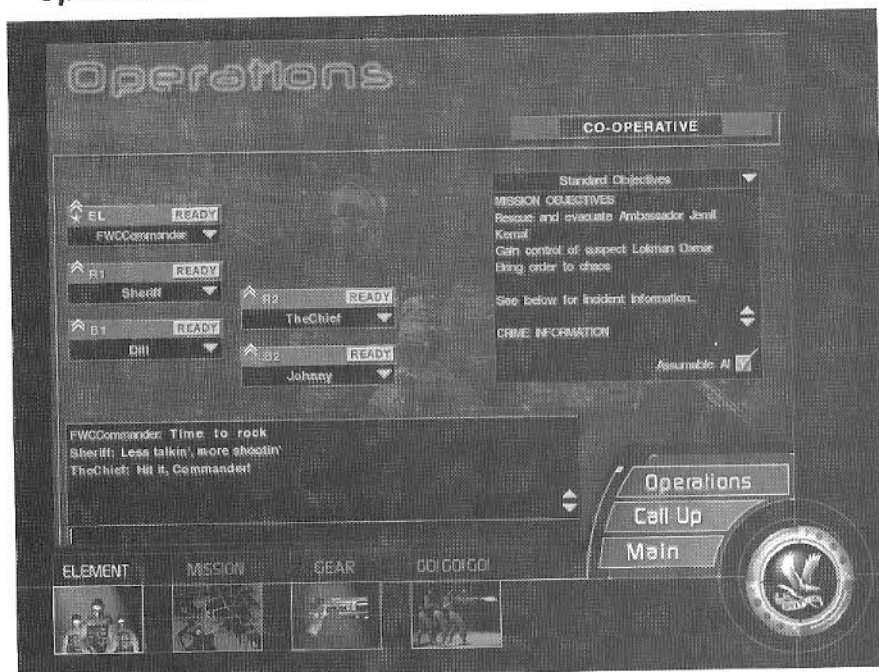 Operations
CO-OPERATIVE
EL READY
FWCCommander
R1 READY
Sheriff
B1 READY
Dill
R2 READY
TheChief
B2 READY
Johnny
Standard Objectives
MISSION OBJECTIVES
Rescue and evacuate Ambassador Jemil
Kemal
Gain control of suspect Lokman Damar
Bring order to chaos
See below for incident information...
CRIME INFORMATION
Assumable AI
FWCCommander: Time to rock
Sheriff: Less talkin', more shootin'
TheChief: Hit it, Commander!
Operations
Call Up
Main
ELEMENT
MISSION
GEAR
GO! GO! GO!